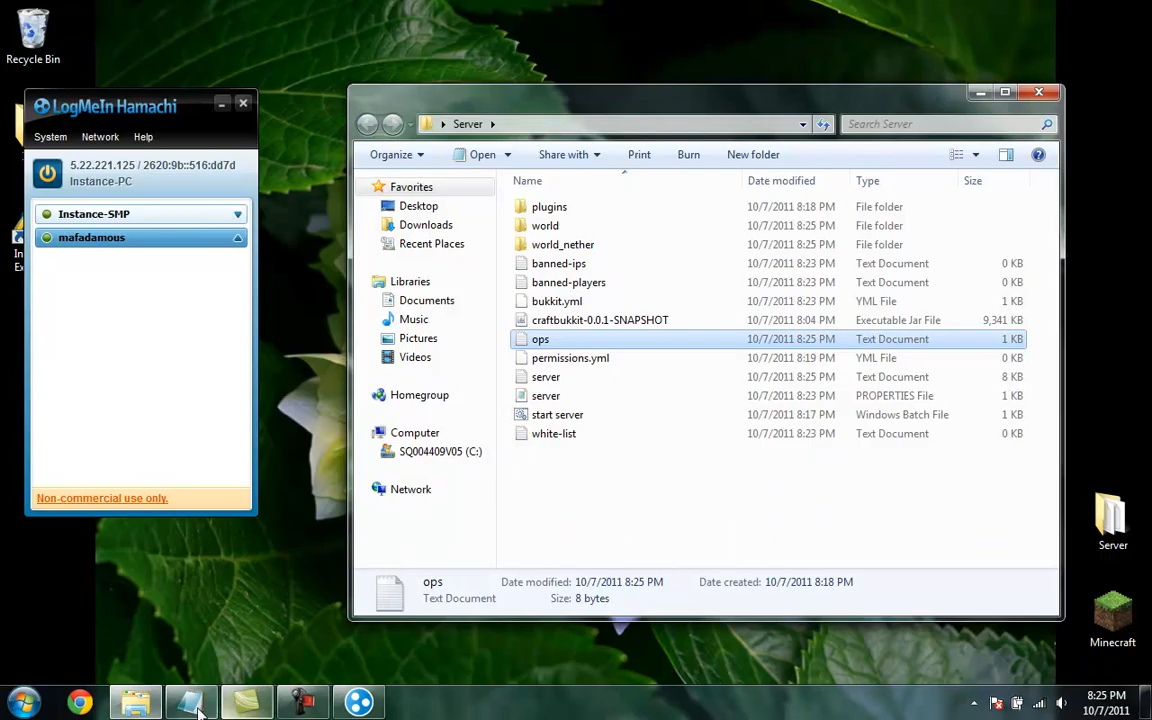 Recycle Bin
LogMeIn Hamachi
System Network Help
5.22.221.125 / 2620:9b::516:dd7d
Instance-PC
Instance-SMP
mafadamous
Non-commercial use only.
Server
Search Server
Organize Open Share with Print Burn New folder
Favorites
Desktop
Downloads
Recent Places
Libraries
Documents
Music
Pictures
Videos
Homegroup
Computer
SQ004409V05 (C:)
Network
Name Date modified Type Size
plugins 10/7/2011 8:18 PM File folder
world 10/7/2011 8:25 PM File folder
world_nether 10/7/2011 8:25 PM File folder
banned-ips 10/7/2011 8:23 PM Text Document 0 KB
banned-players 10/7/2011 8:23 PM Text Document 0 KB
bukkit.yml 10/7/2011 8:23 PM YML File 1 KB
craftbukkit-0.0.1-SNAPSHOT 10/7/2011 8:04 PM Executable Jar File 9,341 KB
ops 10/7/2011 8:25 PM Text Document 1 KB
permissions.yml 10/7/2011 8:19 PM YML File 0 KB
server 10/7/2011 8:25 PM Text Document 8 KB
server 10/7/2011 8:23 PM PROPERTIES File 1 KB
start server 10/7/2011 8:17 PM Windows Batch File 1 KB
white-list 10/7/2011 8:23 PM Text Document 0 KB
ops Date modified: 10/7/2011 8:25 PM Date created: 10/7/2011 8:18 PM
Text Document Size: 8 bytes
Server
Minecraft
8:25 PM
10/7/2011